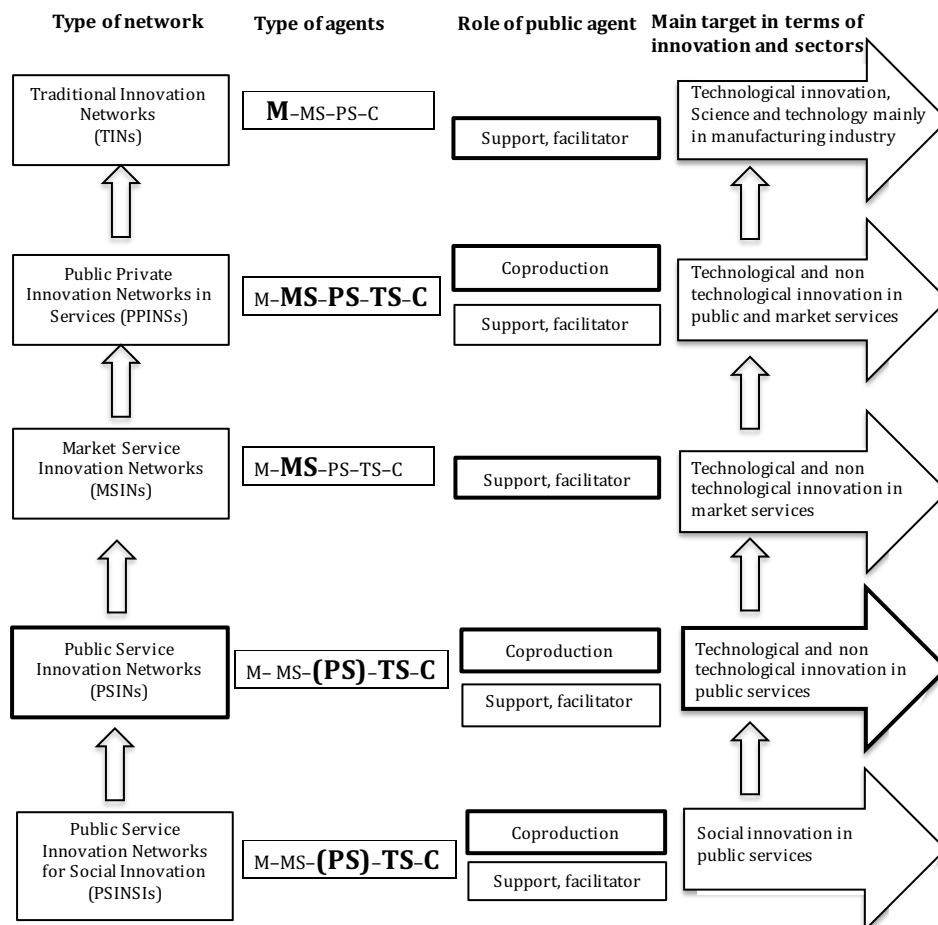 Type of network
Type of agents
Role of public agent
Main target in terms of
innovation and sectors
Traditional Innovation
Networks
(TINs)
M–MS–PS–C
Support, facilitator
Technological innovation,
Science and technology mainly
in manufacturing industry
Public Private
Innovation Networks in
Services (PPINSs)
M–MS–PS–TS–C
Coproduction
Support, facilitator
Technological and non
technological innovation in
public and market services
Market Service
Innovation Networks
(MSINs)
M–MS–PS–TS–C
Support, facilitator
Technological and non
technological innovation in
market services
Public Service
Innovation Networks
(PSINs)
M– MS–(PS)–TS–C
Coproduction
Support, facilitator
Technological and non
technological innovation in
public services
Public Service
Innovation Networks
for Social Innovation
(PSINSIs)
M–MS–(PS)–TS–C
Coproduction
Support, facilitator
Social innovation in
public services